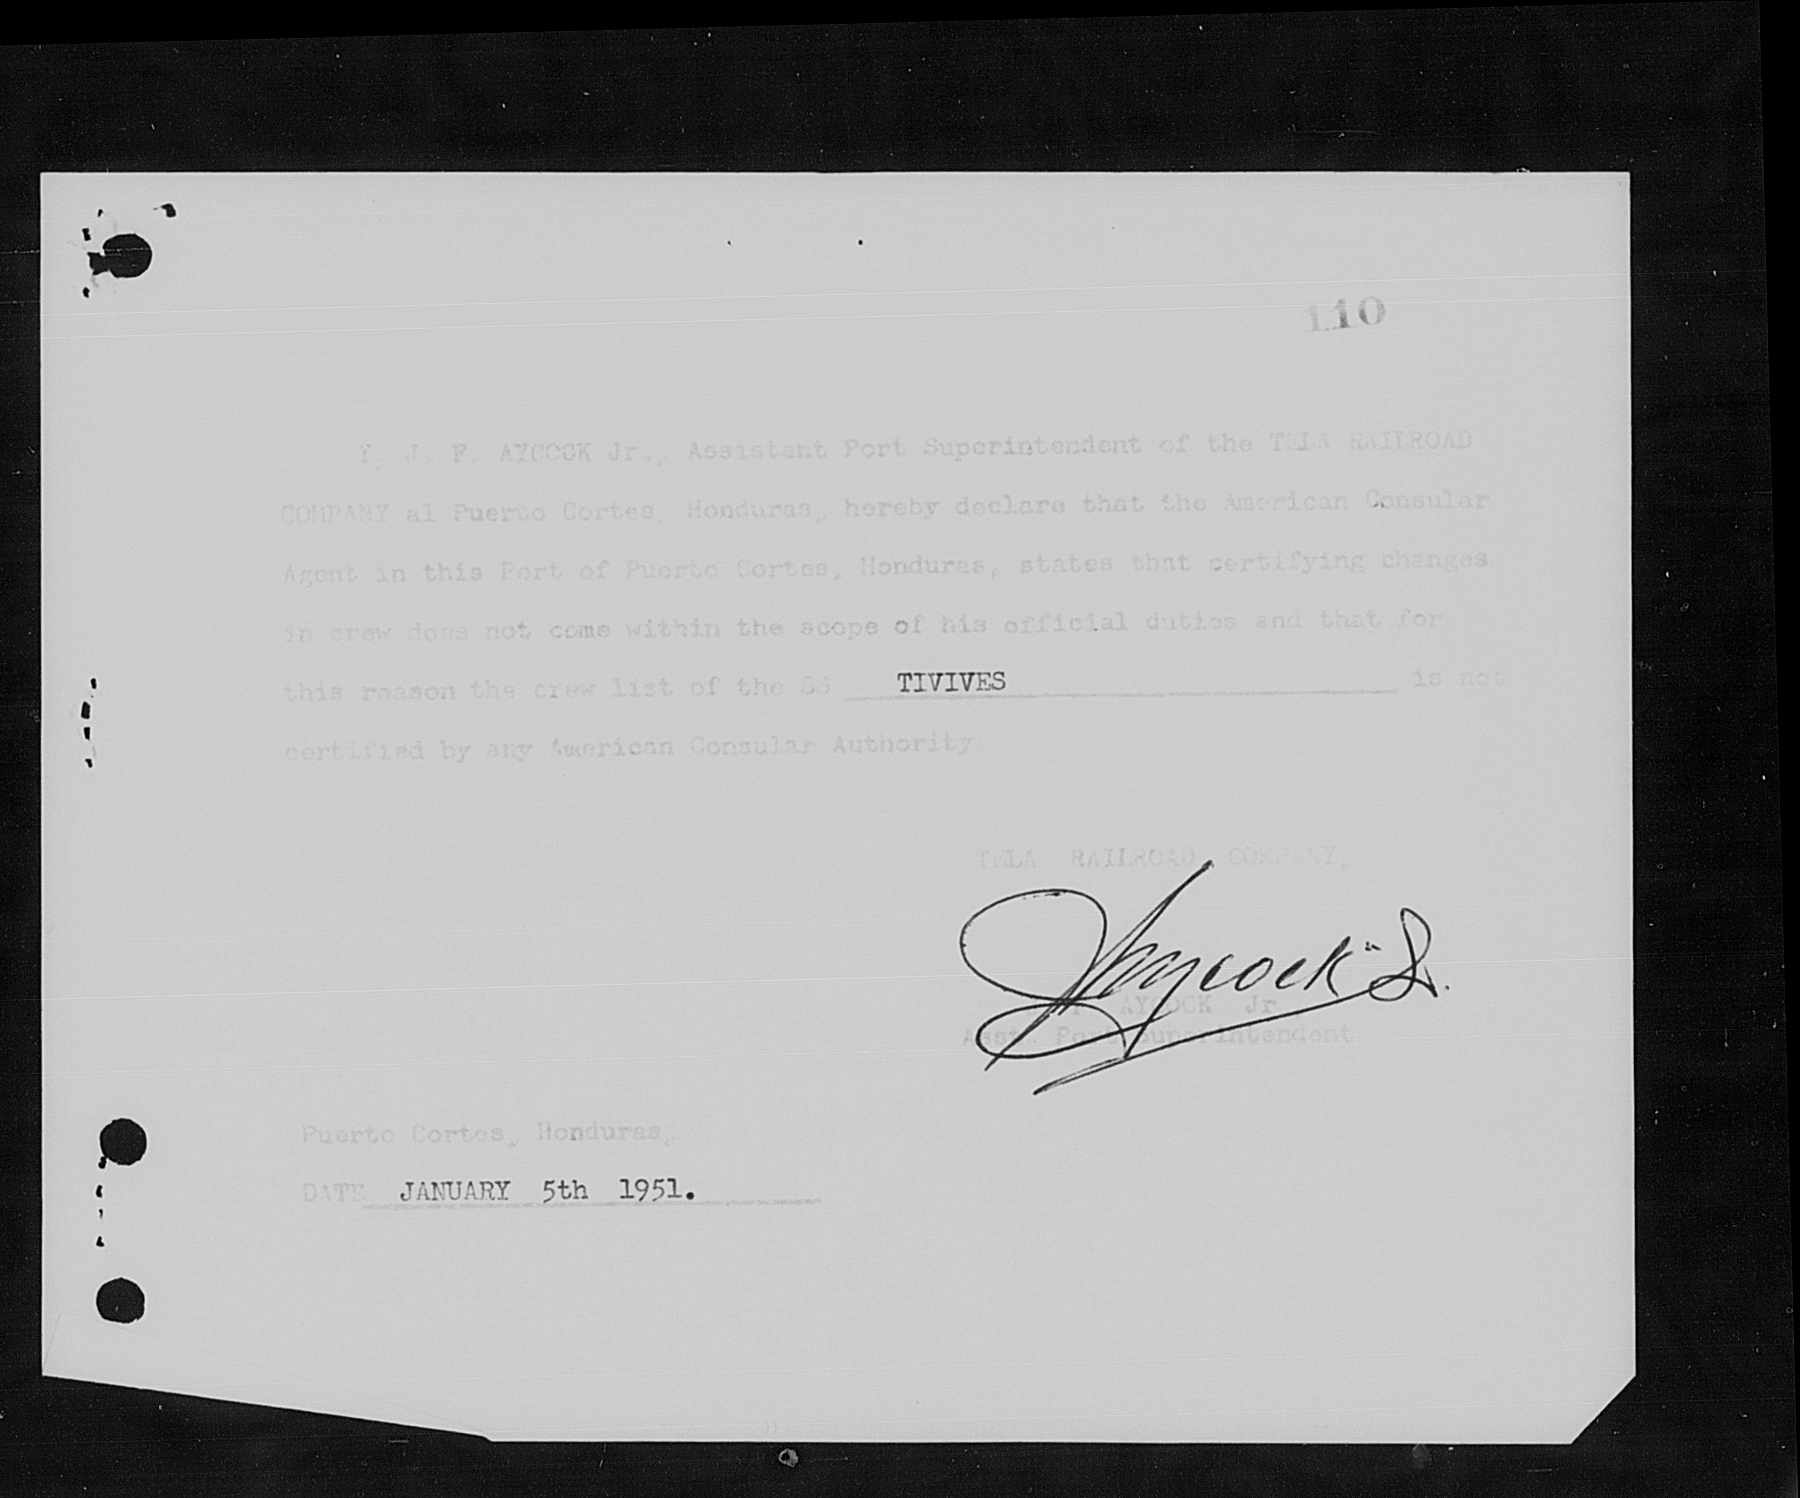 110
I, J. F. AYCOCK Jr., Assistant Port Superintendent of the TELA RAILROAD
COMPANY al Puerto Cortes, Honduras, hereby declare that the American Consular
Agent in this Port of Puerto Cortes, Honduras, states that certifying changes
in crew does not come within the scope of his official duties and that for
this reason the crew list of the SS TIVIVES is not
certified by any American Consular Authority.
TELA RAILROAD COMPANY,
JFAycock Jr.
J. F. AYCOCK Jr.
Asst. Port Superintendent
Puerto Cortes, Honduras,
DATE JANUARY 5th 1951.